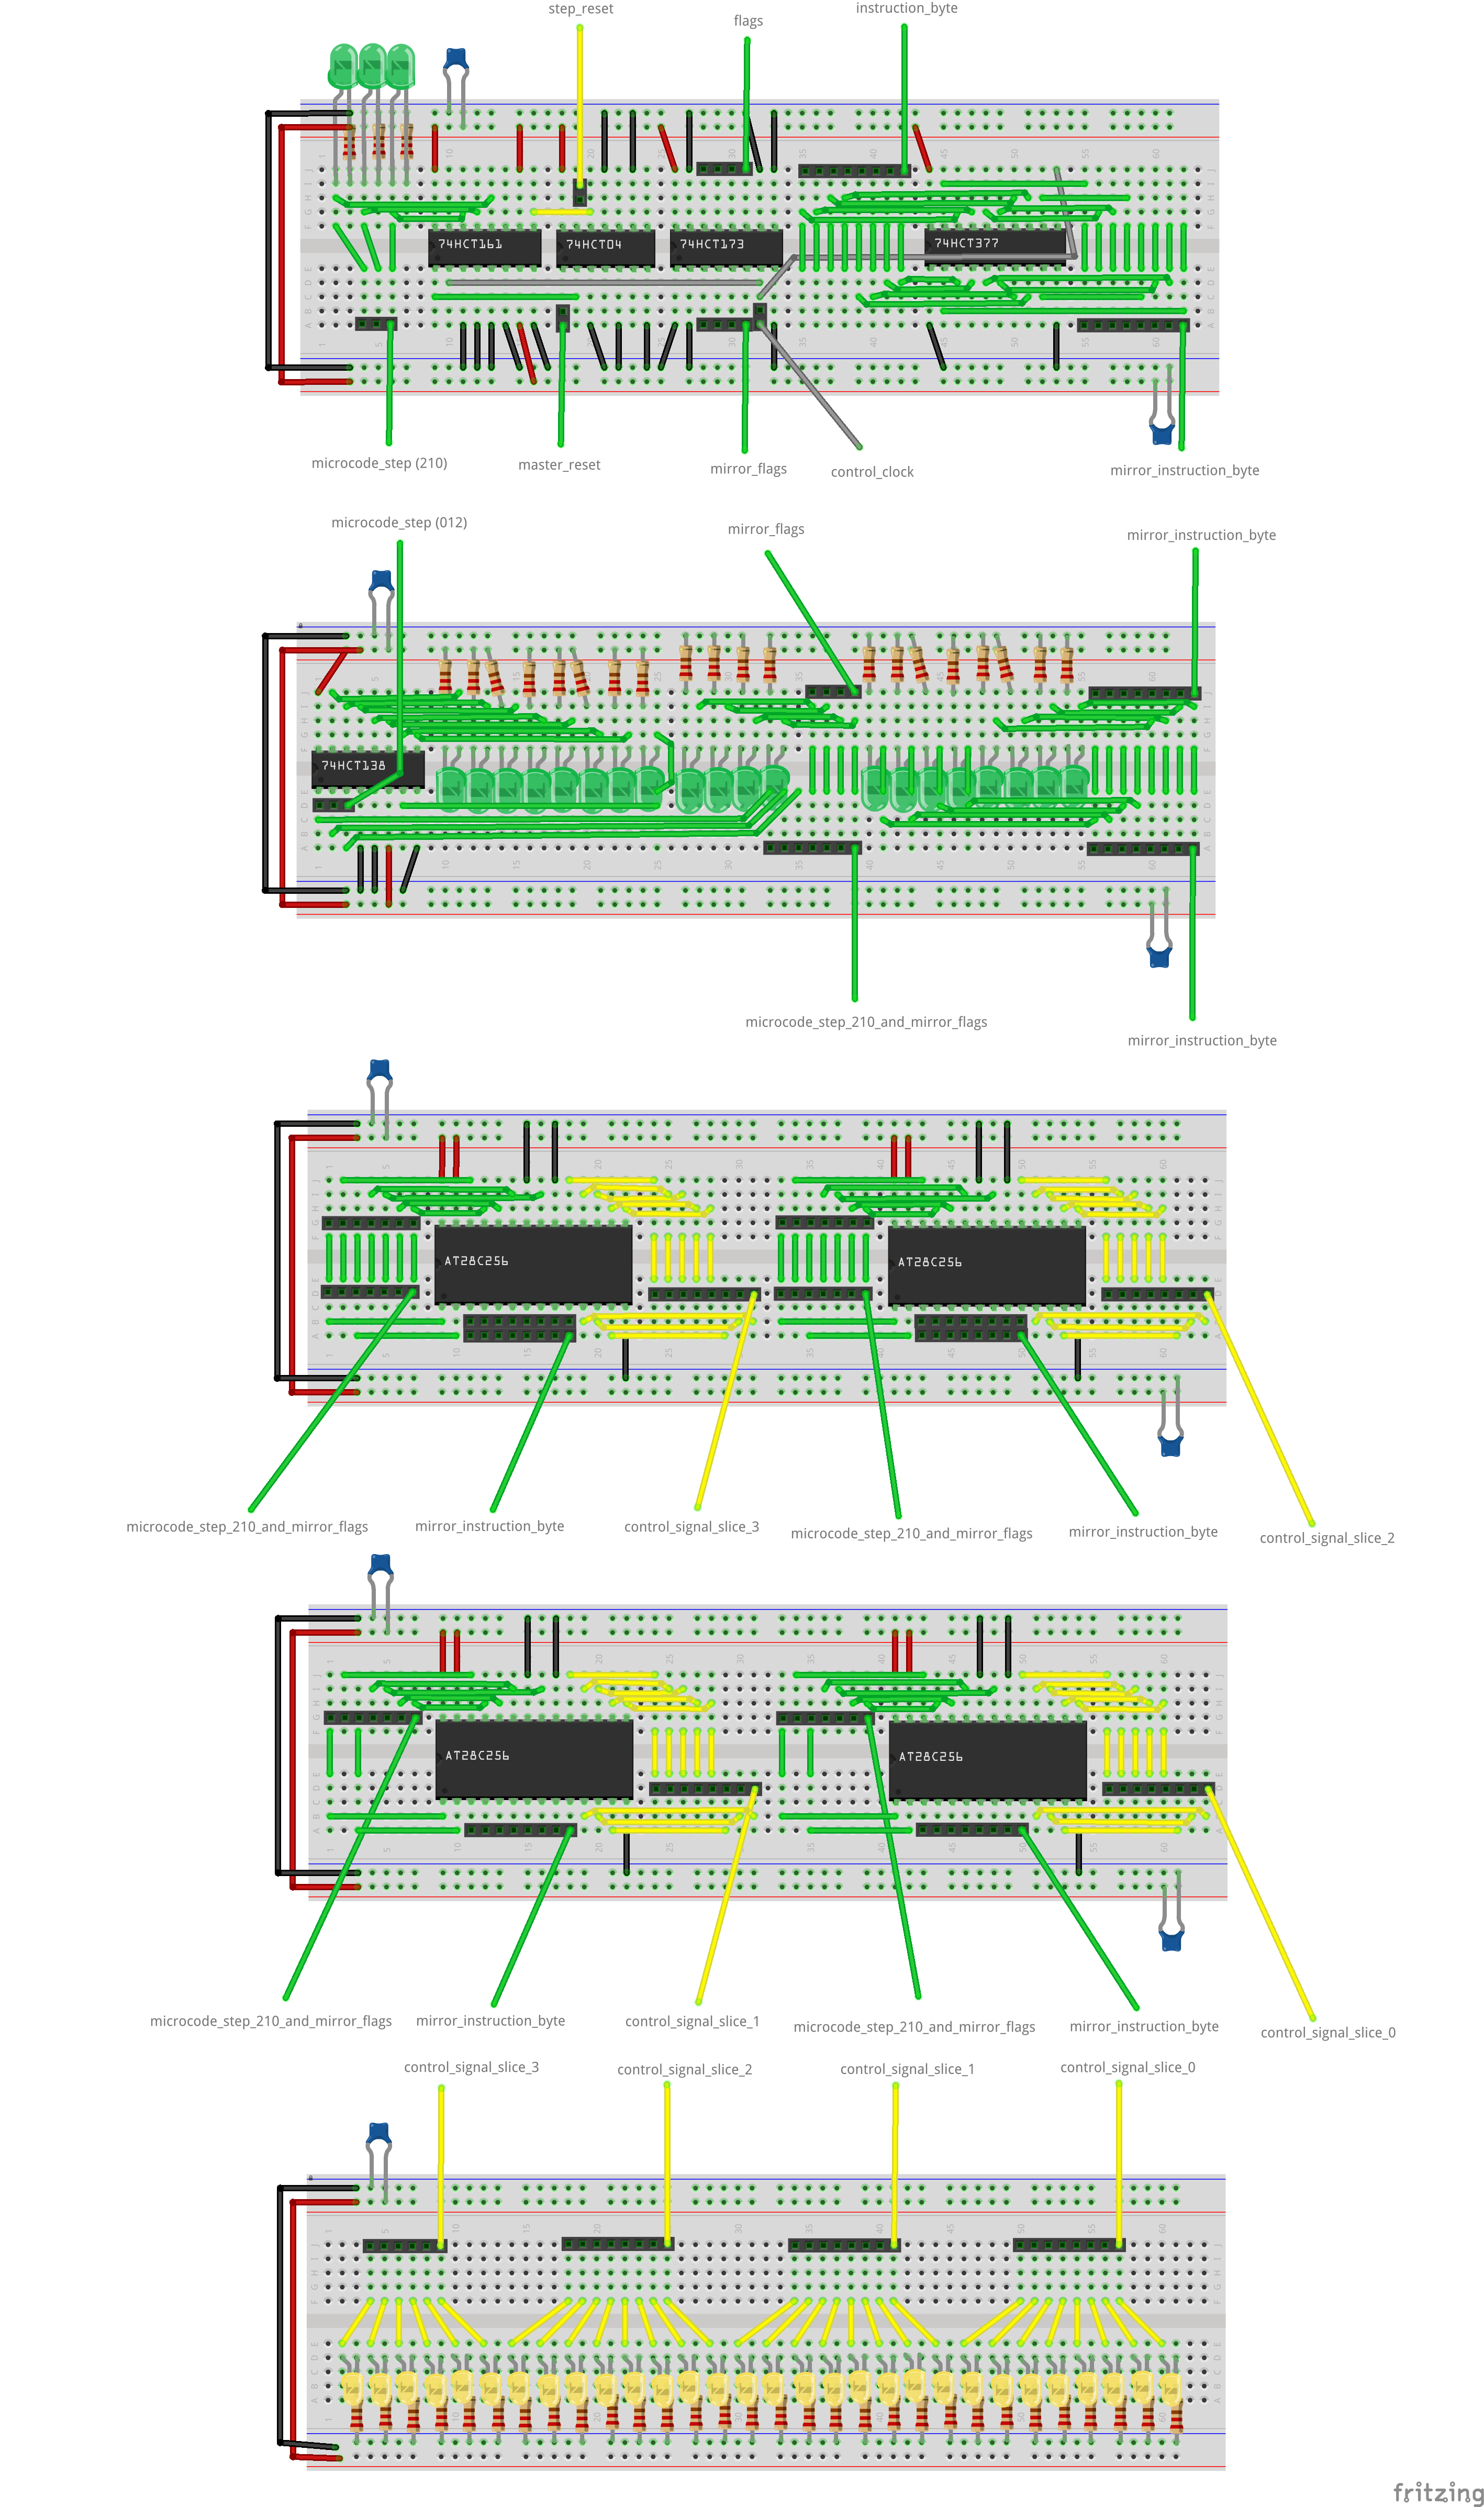 step_reset
flags
instruction_byte
74HCT161
74HCT04
74HCT173
74HCT377
microcode_step (210)
master_reset
mirror_flags
control_clock
mirror_instruction_byte
microcode_step (012)
mirror_flags
mirror_instruction_byte
74HCT138
microcode_step_210_and_mirror_flags
mirror_instruction_byte
AT28C256
AT28C256
microcode_step_210_and_mirror_flags
mirror_instruction_byte
control_signal_slice_3
microcode_step_210_and_mirror_flags
mirror_instruction_byte
control_signal_slice_2
AT28C256
AT28C256
microcode_step_210_and_mirror_flags
mirror_instruction_byte
control_signal_slice_1
microcode_step_210_and_mirror_flags
mirror_instruction_byte
control_signal_slice_0
control_signal_slice_3
control_signal_slice_2
control_signal_slice_1
control_signal_slice_0
fritzing